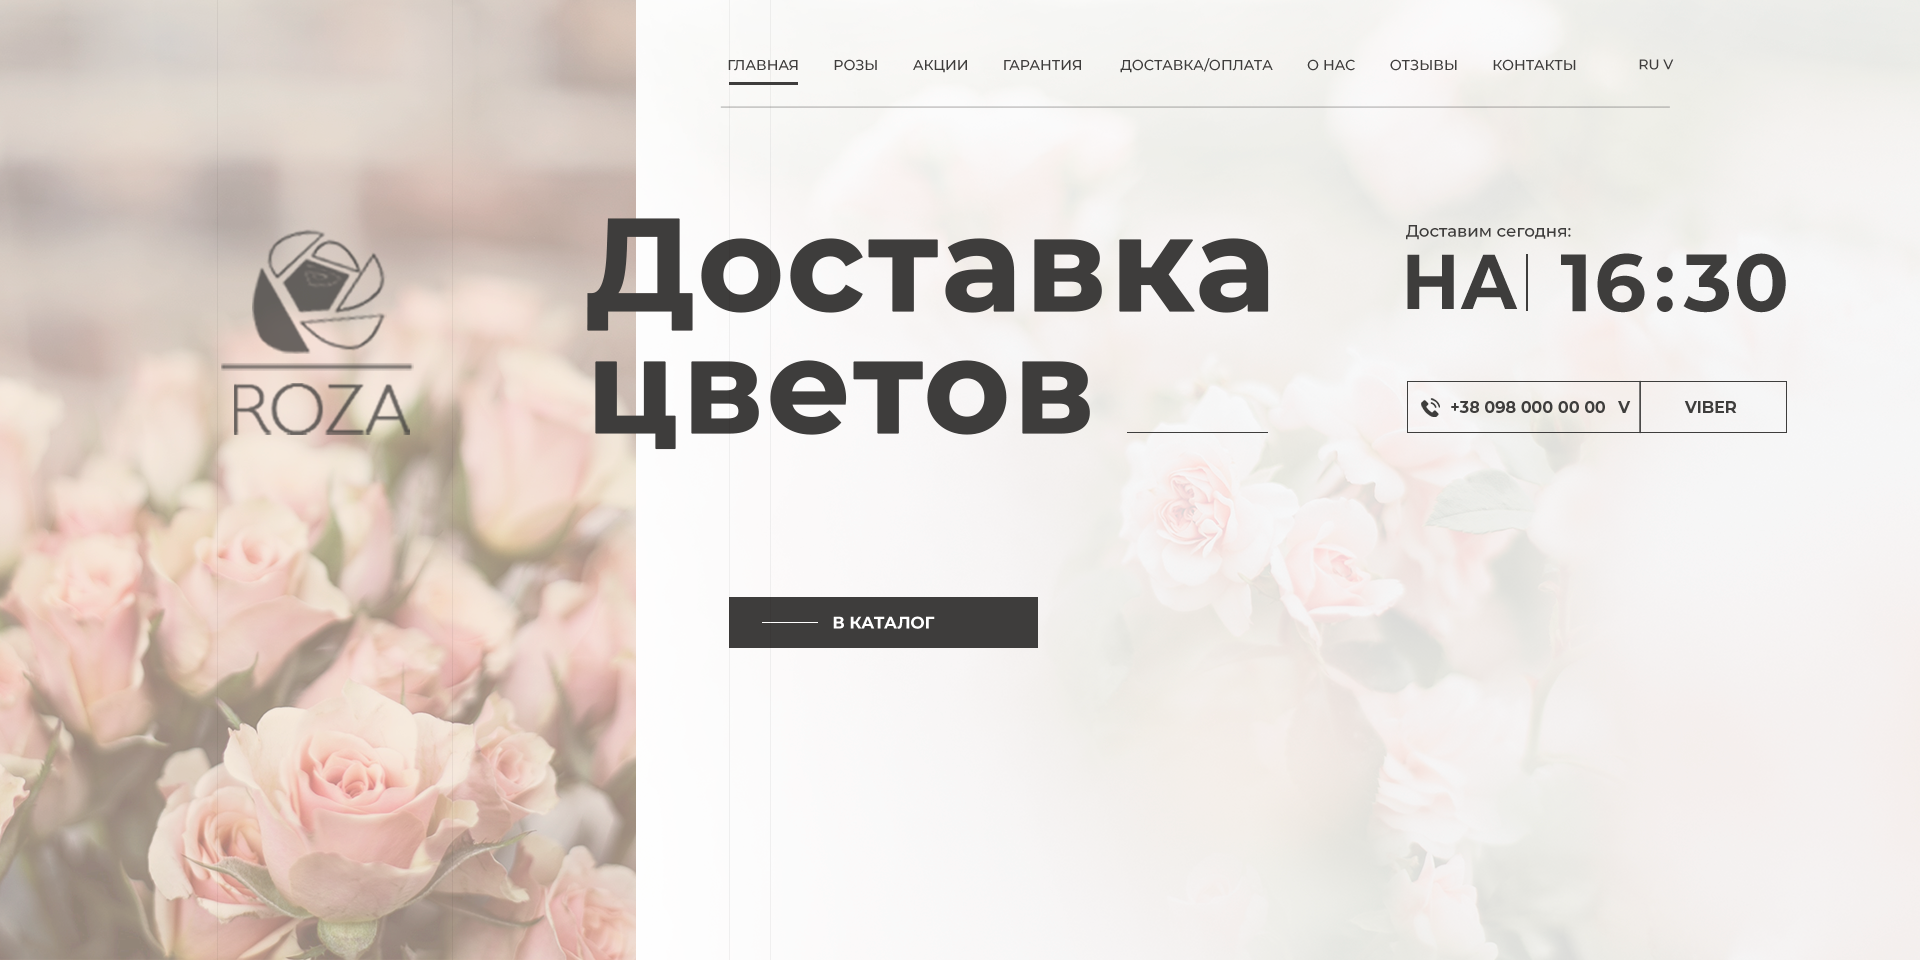 ГЛАВНАЯ РОЗЫ АКЦИИ ГАРАНТИЯ ДОСТАВКА/ОПЛАТА О НАС ОТЗЫВЫ КОНТАКТЫ RU V
ROZA
Доставка
цветов
Доставим сегодня:
НА 16:30
+38 098 000 00 00 V VIBER
В КАТАЛОГ